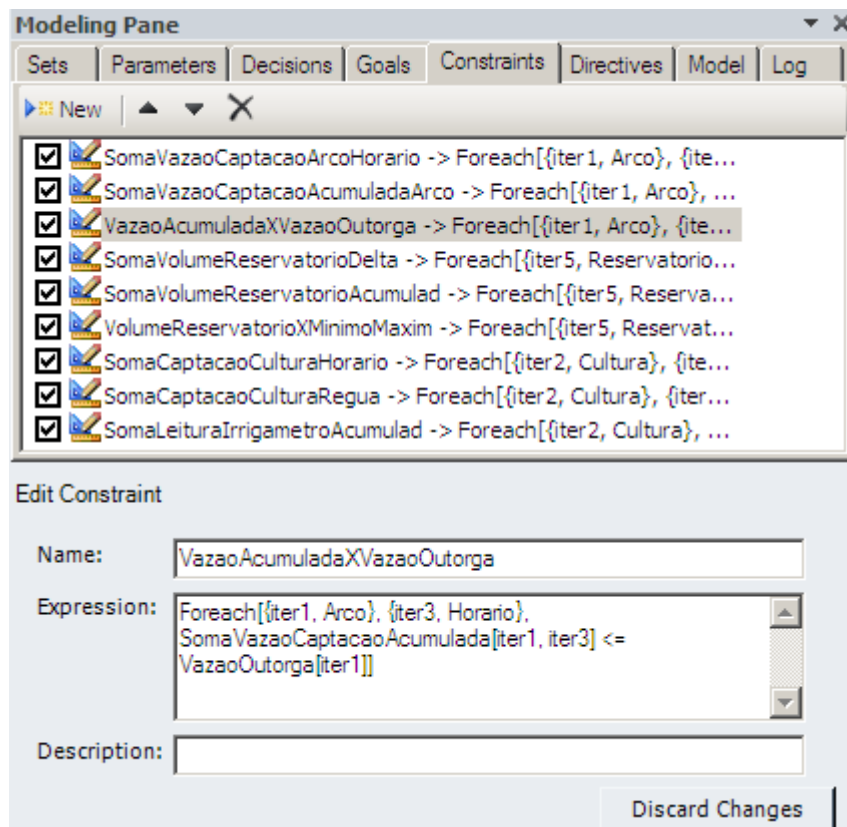 Modeling Pane
Sets Parameters Decisions Goals Constraints Directives Model Log
New
SomaVazaoCaptacaoArcoHorario -> Foreach[{iter1, Arco}, {ite...
SomaVazaoCaptacaoAcumuladaArco -> Foreach[{iter1, Arco}, ...
VazaoAcumuladaXVazaoOutorga -> Foreach[{iter1, Arco}, {ite...
SomaVolumeReservatorioDelta -> Foreach[{iter5, Reservatorio...
SomaVolumeReservatorioAcumulad -> Foreach[{iter5, Reserva...
VolumeReservatorioXMinimoMaxim -> Foreach[{iter5, Reservat...
SomaCaptacaoCulturaHorario -> Foreach[{iter2, Cultura}, {ite...
SomaCaptacaoCulturaRegua -> Foreach[{iter2, Cultura}, {iter...
SomaLeituraIrrigametroAcumulad -> Foreach[{iter2, Cultura}, ...
Edit Constraint
Name: VazaoAcumuladaXVazaoOutorga
Expression: Foreach[{iter1, Arco}, {iter3, Horario},
SomaVazaoCaptacaoAcumulada[iter1, iter3] <=
VazaoOutorga[iter1]]
Description:
Discard Changes